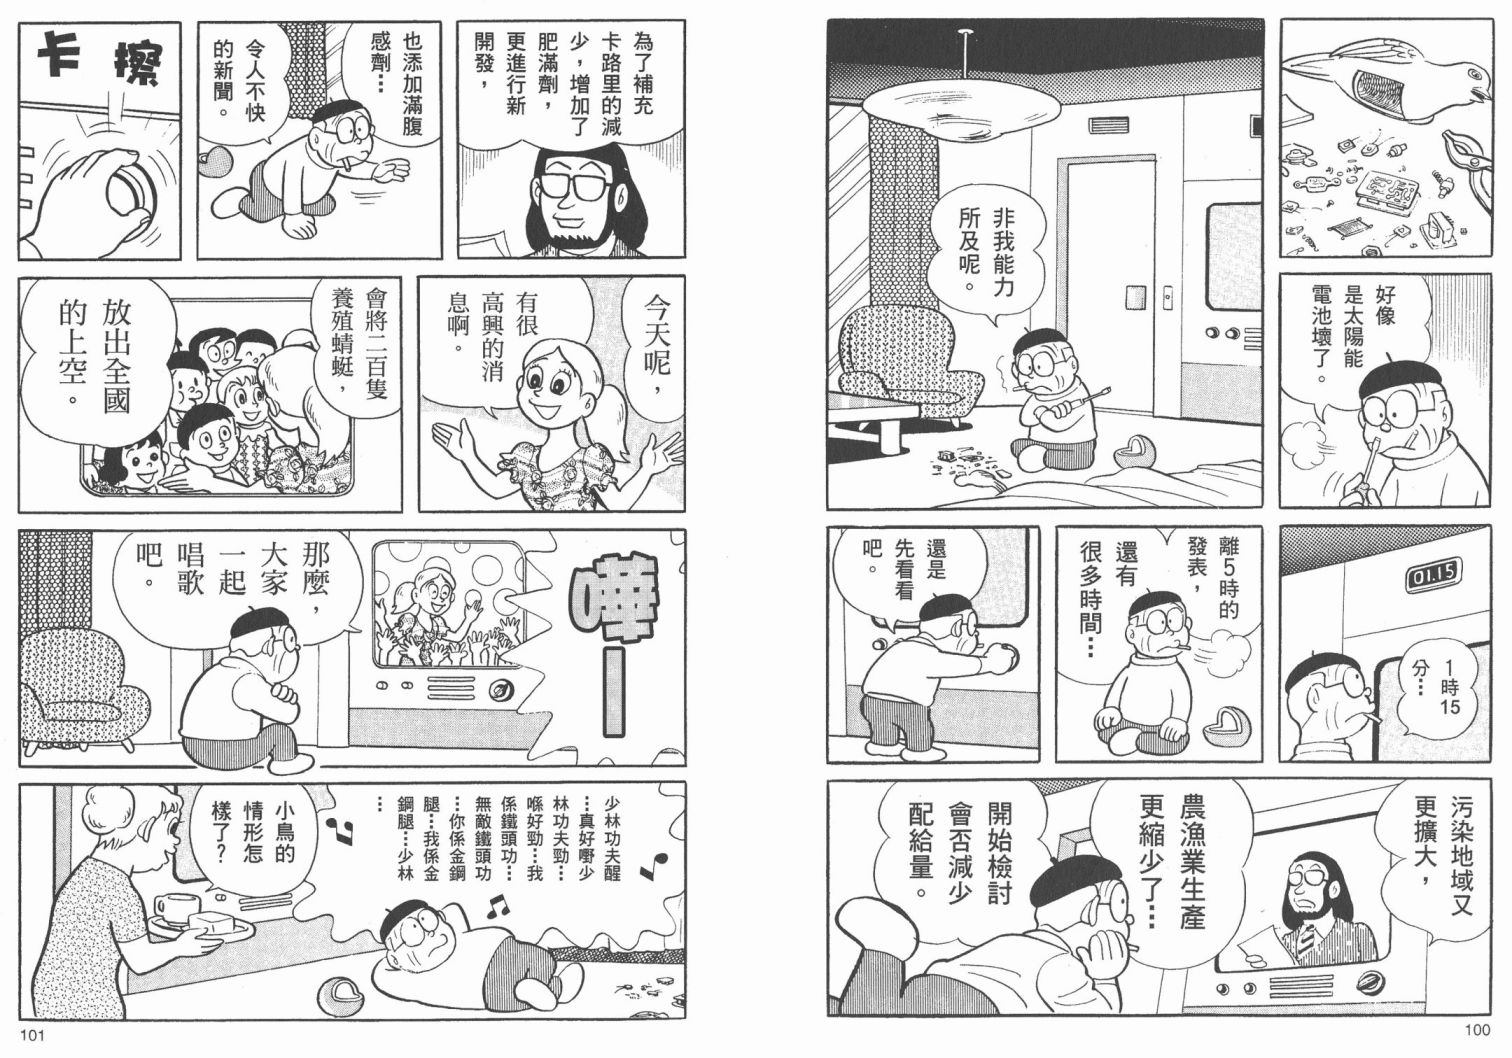 好像
是太陽能
電池壞了。
非我能力
所及呢。
01.15
1時15
分…
離5時的
發表，
還有
很多時間…
還是
先看看
吧。
污染地域又
更擴大，
農漁業生產
更縮少了…
開始檢討
會否減少
配給量。
100
為了補充
卡路里的減
少，增加了
肥滿劑，
更進行新
開發，
也添加滿腹
感劑…
令人不快
的新聞。
卡擦
今天呢，
有很
高興的消
息啊。
會將二百隻
養殖蜻蜓，
放出全國
的上空。
嘩—
那麼，
大家
一起
唱歌
吧。
少林功夫醒
…真好嘢少
林功夫勁…
喺好勁…我
係鐵頭功…
無敵鐵頭功
…你係金鋼
腿…我係金
鋼腿…少林
…
小鳥的
情形怎
樣了?
101